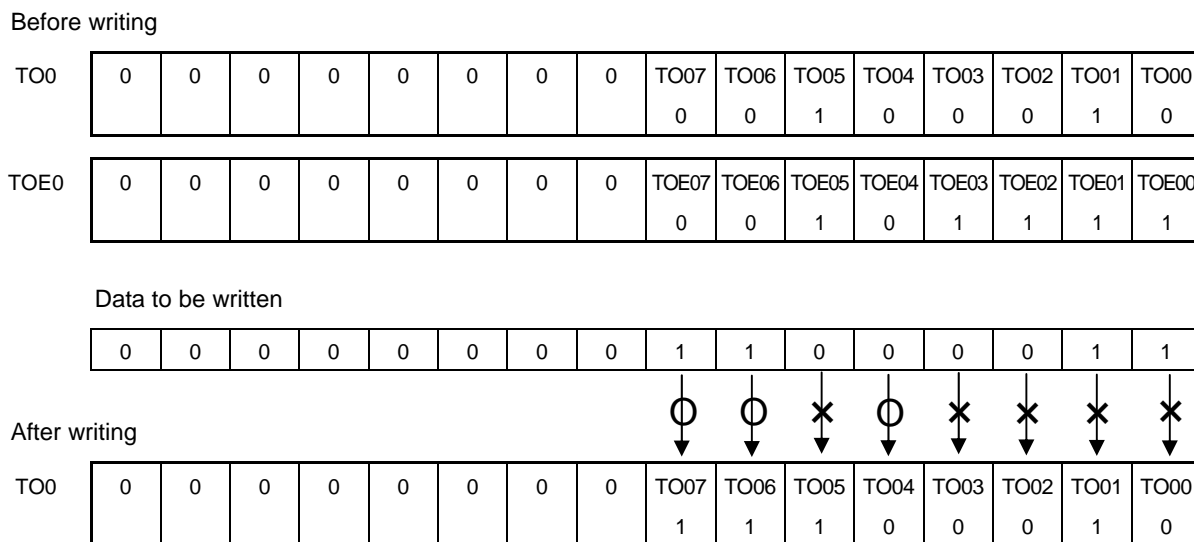 Before writing
TO0 0 0 0 0 0 0 0 0 TO07 TO06 TO05 TO04 TO03 TO02 TO01 TO00
0 0 1 0 0 0 1 0
TOE0 0 0 0 0 0 0 0 0 TOE07 TOE06 TOE05 TOE04 TOE03 TOE02 TOE01 TOE00
0 0 1 0 1 1 1 1
Data to be written
0 0 0 0 0 0 0 0 1 1 0 0 0 0 1 1
O O × O × × × ×
After writing
TO0 0 0 0 0 0 0 0 0 TO07 TO06 TO05 TO04 TO03 TO02 TO01 TO00
1 1 1 0 0 0 1 0